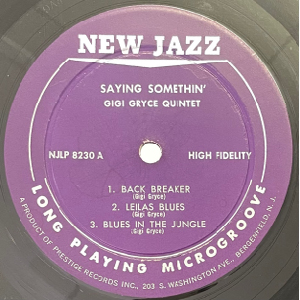 NEW JAZZ
SAYING SOMETHIN'
GIGI GRYCE QUINTET
NJLP 8230 A
HIGH FIDELITY
1. BACK BREAKER
(Gigi Gryce)
2. LEILAS BLUES
(Gigi Gryce)
3. BLUES IN THE JJNGLE
(Gigi Gryce)
LONG PLAYING MICROGROOVE
A PRODUCT OF PRESTIGE RECORDS INC., 203 S. WASHINGTON AVE., BERGENFIELD, N.J.